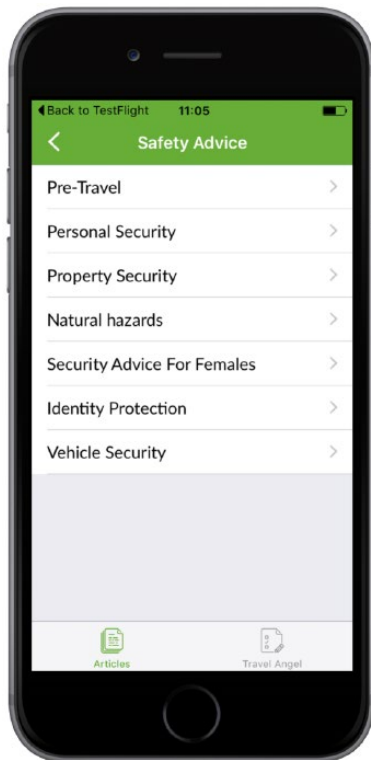 Back to TestFlight 11:05
Safety Advice
Pre-Travel
Personal Security
Property Security
Natural hazards
Security Advice For Females
Identity Protection
Vehicle Security
Articles Travel Angel